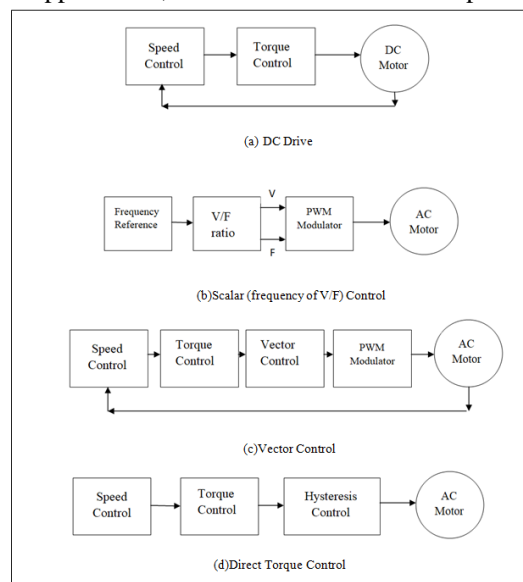 Speed
Control
Torque
Control
DC
Motor
(a) DC Drive
Frequency
Reference
V/F
ratio
V
F
PWM
Modulator
AC
Motor
(b)Scalar (frequency of V/F) Control
Speed
Control
Torque
Control
Vector
Control
PWM
Modulator
AC
Motor
(c)Vector Control
Speed
Control
Torque
Control
Hysteresis
Control
AC
Motor
(d)Direct Torque Control